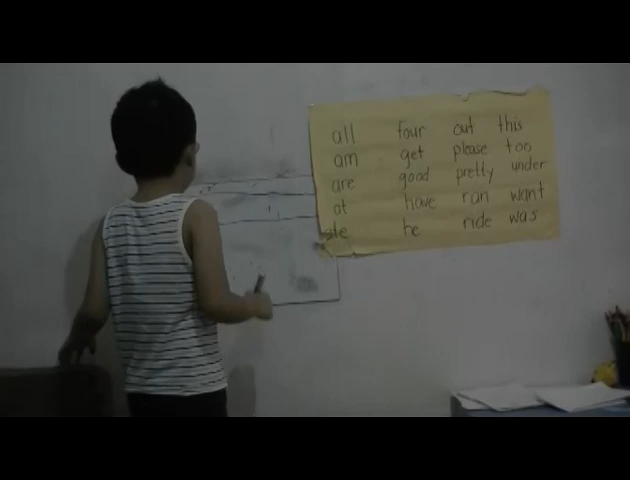 all four out this
am get please too
are good pretty under
at have ran want
ate he ride was